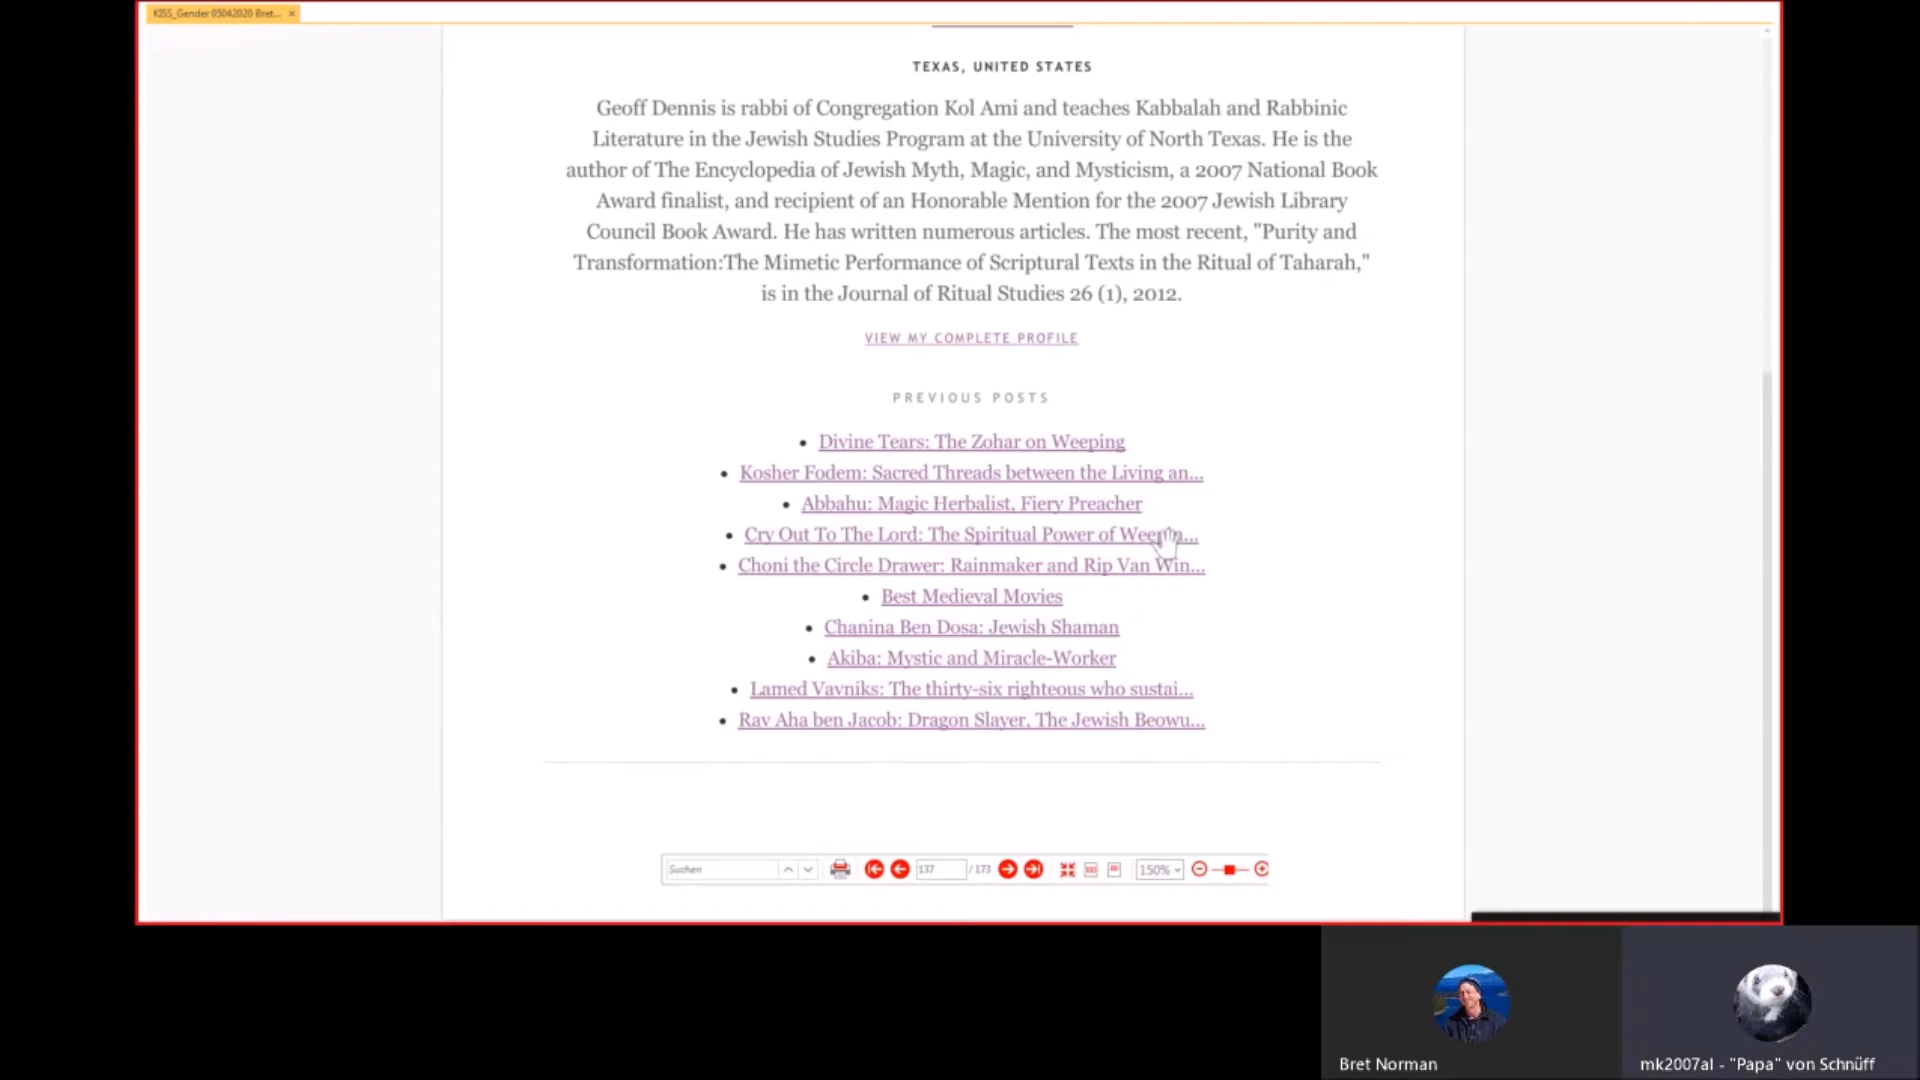 KISS_Gender 05042020 Bret... ×
TEXAS, UNITED STATES
Geoff Dennis is rabbi of Congregation Kol Ami and teaches Kabbalah and Rabbinic
Literature in the Jewish Studies Program at the University of North Texas. He is the
author of The Encyclopedia of Jewish Myth, Magic, and Mysticism, a 2007 National Book
Award finalist, and recipient of an Honorable Mention for the 2007 Jewish Library
Council Book Award. He has written numerous articles. The most recent, "Purity and
Transformation:The Mimetic Performance of Scriptural Texts in the Ritual of Taharah,"
is in the Journal of Ritual Studies 26 (1), 2012.
VIEW MY COMPLETE PROFILE
PREVIOUS POSTS
• Divine Tears: The Zohar on Weeping
• Kosher Fodem: Sacred Threads between the Living an...
• Abbahu: Magic Herbalist, Fiery Preacher
• Cry Out To The Lord: The Spiritual Power of ...
• Choni the Circle Drawer: Rainmaker and Rip Van Win...
• Best Medieval Movies
• Chanina Ben Dosa: Jewish Shaman
• Akiba: Mystic and Miracle-Worker
• Lamed Vavniks: The thirty-six righteous who sustai...
• Rav Aha ben Jacob: Dragon Slayer, The Jewish Beowu...
Suchen 137 / 173 150%
Bret Norman
mk2007al - "Papa" von Schnüff